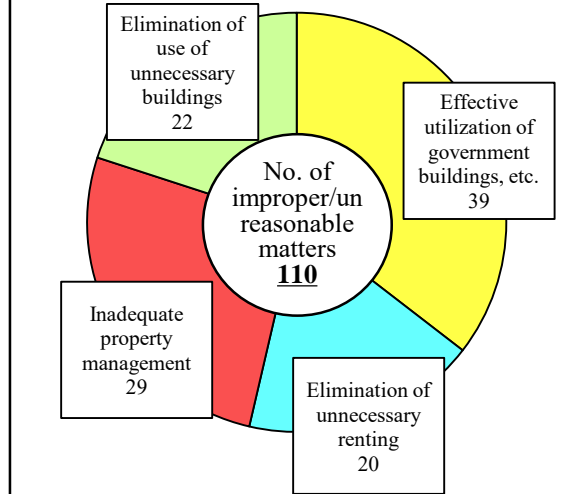 Elimination of
use of
unnecessary
buildings
22
Effective
utilization of
government
buildings, etc.
39
No. of
improper/un
reasonable
matters
110
Inadequate
property
management
29
Elimination of
unnecessary
renting
20